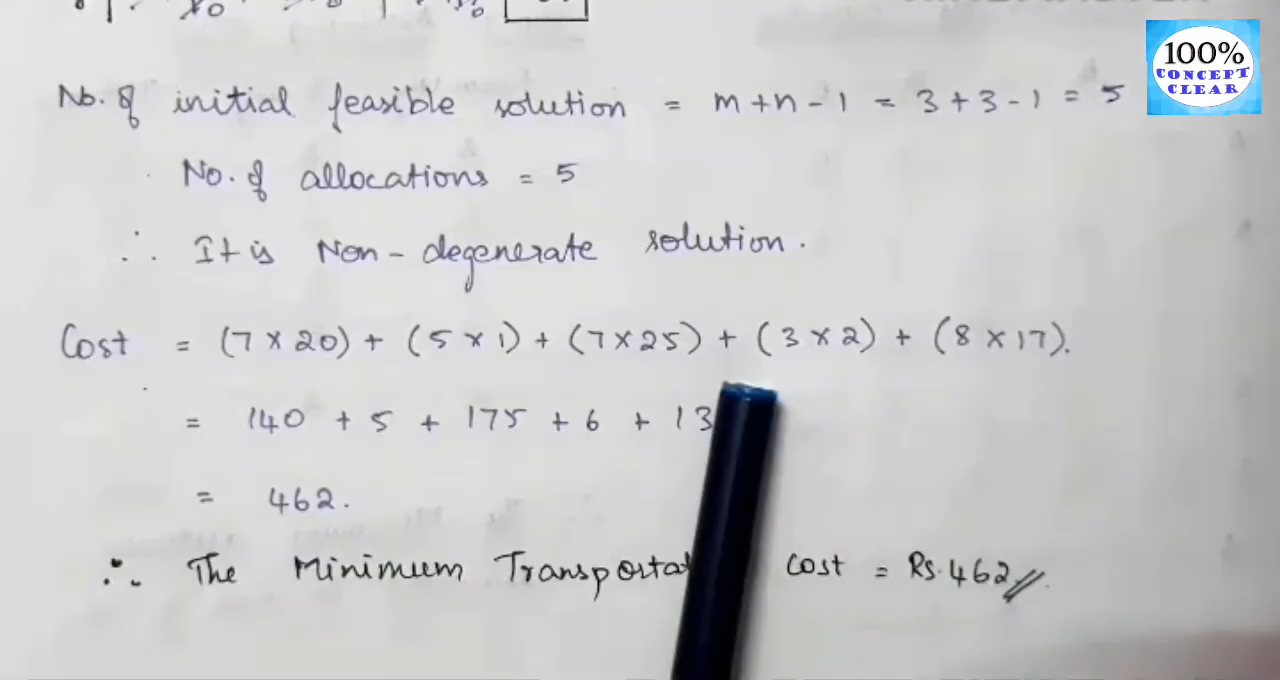 100%
CONCEPT
CLEAR
No. of initial feasible solution = m+n-1 = 3+3-1 = 5
No. of allocations = 5
∴ It is Non-degenerate solution.
Cost = (7×20) + (5×1) + (7×25) + (3×2) + (8×17).
= 140 + 5 + 175 + 6 +
= 462.
∴ The Minimum cost = Rs. 462//